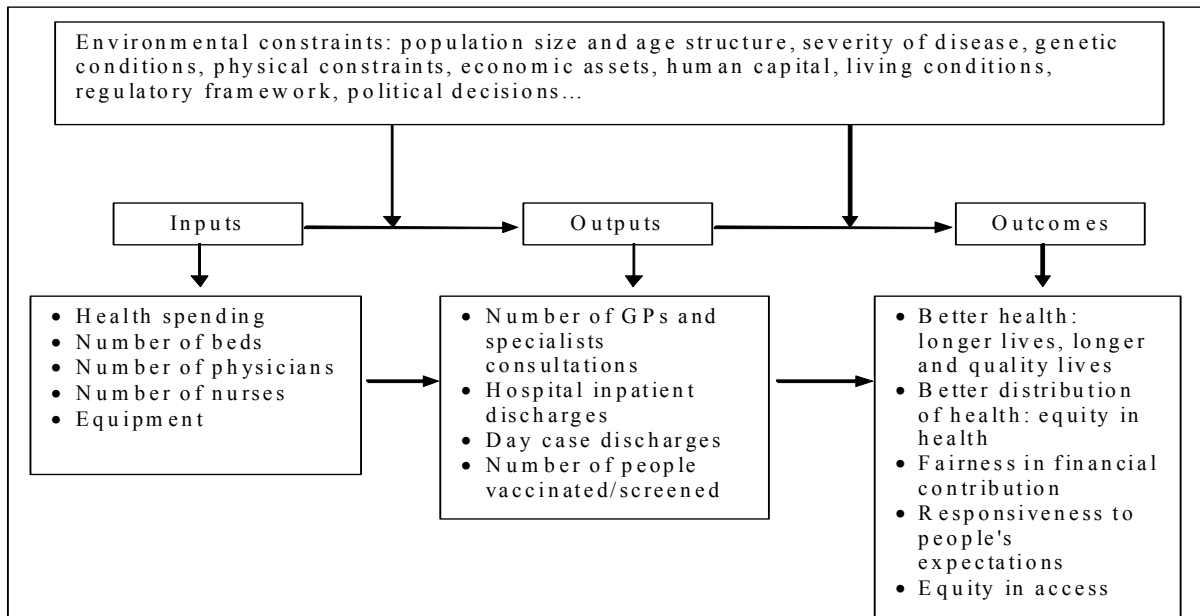 Environmental constraints: population size and age structure, severity of disease, genetic
conditions, physical constraints, economic assets, human capital, living conditions,
regulatory framework, political decisions...
Inputs
Outputs
Outcomes
• Health spending
• Number of beds
• Number of physicians
• Number of nurses
• Equipment
• Number of GPs and
specialists
consultations
• Hospital inpatient
discharges
• Day case discharges
• Number of people
vaccinated/screened
• Better health:
longer lives, longer
and quality lives
• Better distribution
of health: equity in
health
• Fairness in financial
contribution
• Responsiveness to
people's
expectations
• Equity in access